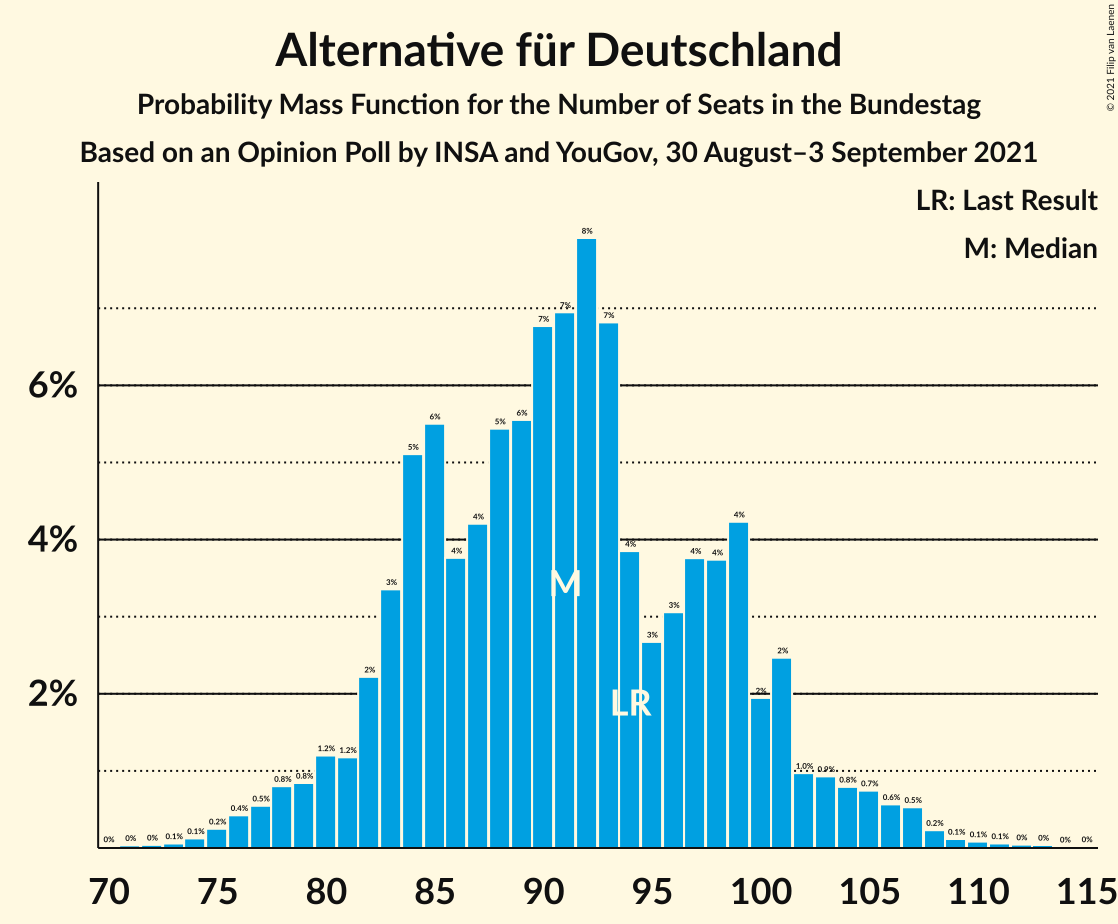 Alternative für Deutschland
Probability Mass Function for the Number of Seats in the Bundestag
Based on an Opinion Poll by INSA and YouGov, 30 August–3 September 2021
© 2021 Filip van Laenen
LR: Last Result
M: Median
6%
4%
2%
0% 0% 0% 0.1% 0.1% 0.2% 0.4% 0.5% 0.8% 0.8% 1.2% 1.2% 2% 3% 5% 6% 4% 4% 5% 6% 7% 7% 8% 7% 4% 3% 3% 4% 4% 4% 2% 2% 1.0% 0.9% 0.8% 0.7% 0.6% 0.5% 0.2% 0.1% 0.1% 0.1% 0% 0% 0% 0%
M
LR
70 75 80 85 90 95 100 105 110 115